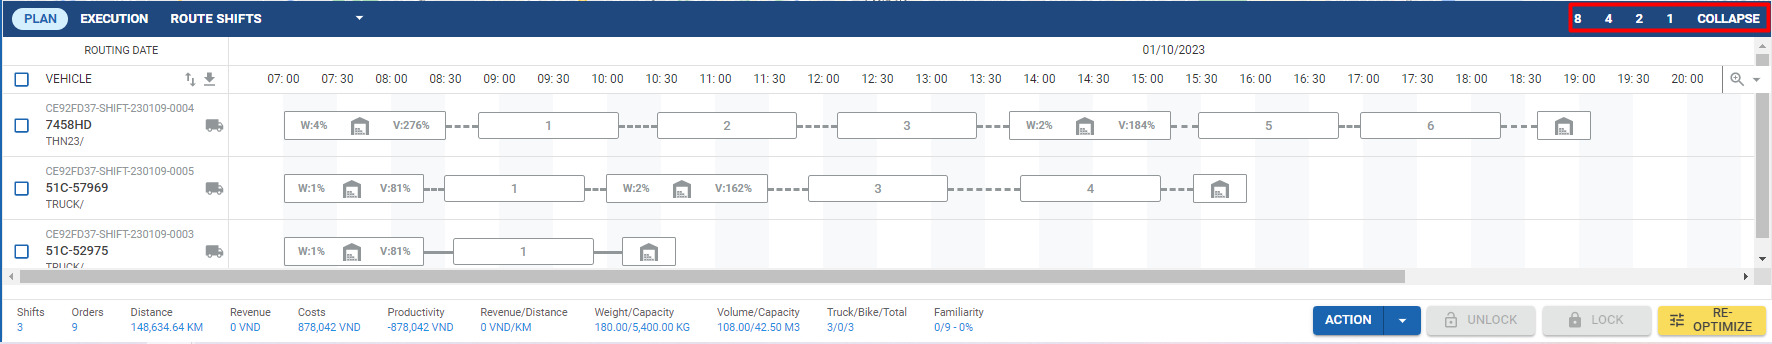 PLAN EXECUTION ROUTE SHIFTS 8 4 2 1 COLLAPSE
ROUTING DATE 01/10/2023
VEHICLE 07: 00 07: 30 08: 00 08: 30 09: 00 09: 30 10: 00 10: 30 11: 00 11: 30 12: 00 12: 30 13: 00 13: 30 14: 00 14: 30 15: 00 15: 30 16: 00 16: 30 17: 00 17: 30 18: 00 18: 30 19: 00 19: 30 20: 00
CE92FD37-SHIFT-230109-0004
7458HD W:4% V:276% 1 2 3 W:2% V:184% 5 6
THN23/
CE92FD37-SHIFT-230109-0005
51C-57969 W:1% V:81% 1 W:2% V:162% 3 4
TRUCK/
CE92FD37-SHIFT-230109-0003
51C-52975 W:1% V:81% 1
TRUCK/
Shifts Orders Distance Revenue Costs Productivity Revenue/Distance Weight/Capacity Volume/Capacity Truck/Bike/Total Familiarity
3 9 148,634.64 KM 0 VND 878,042 VND -878,042 VND 0 VND/KM 180.00/5,400.00 KG 108.00/42.50 M3 3/0/3 0/9 - 0%
ACTION UNLOCK LOCK RE-
OPTIMIZE